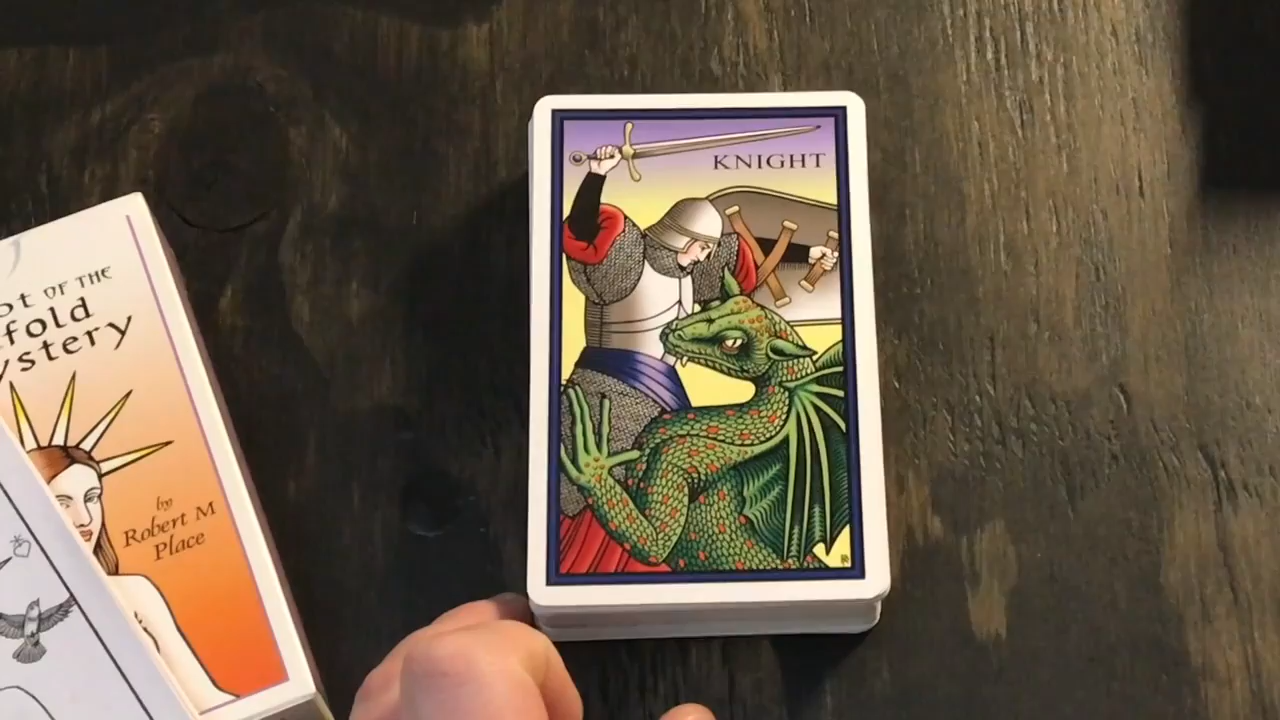 KNIGHT
OF THE
fold
ystery
by
Robert M
Place